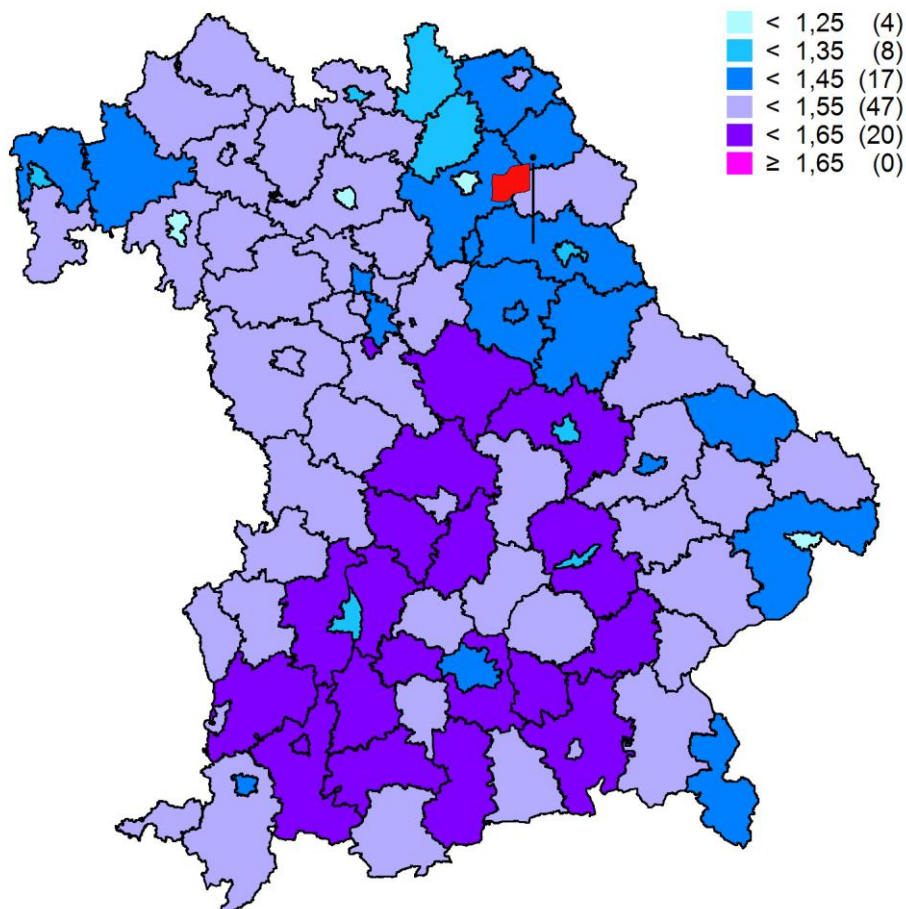 < 1,25 (4)
< 1,35 (8)
< 1,45 (17)
< 1,55 (47)
< 1,65 (20)
≥ 1,65 (0)